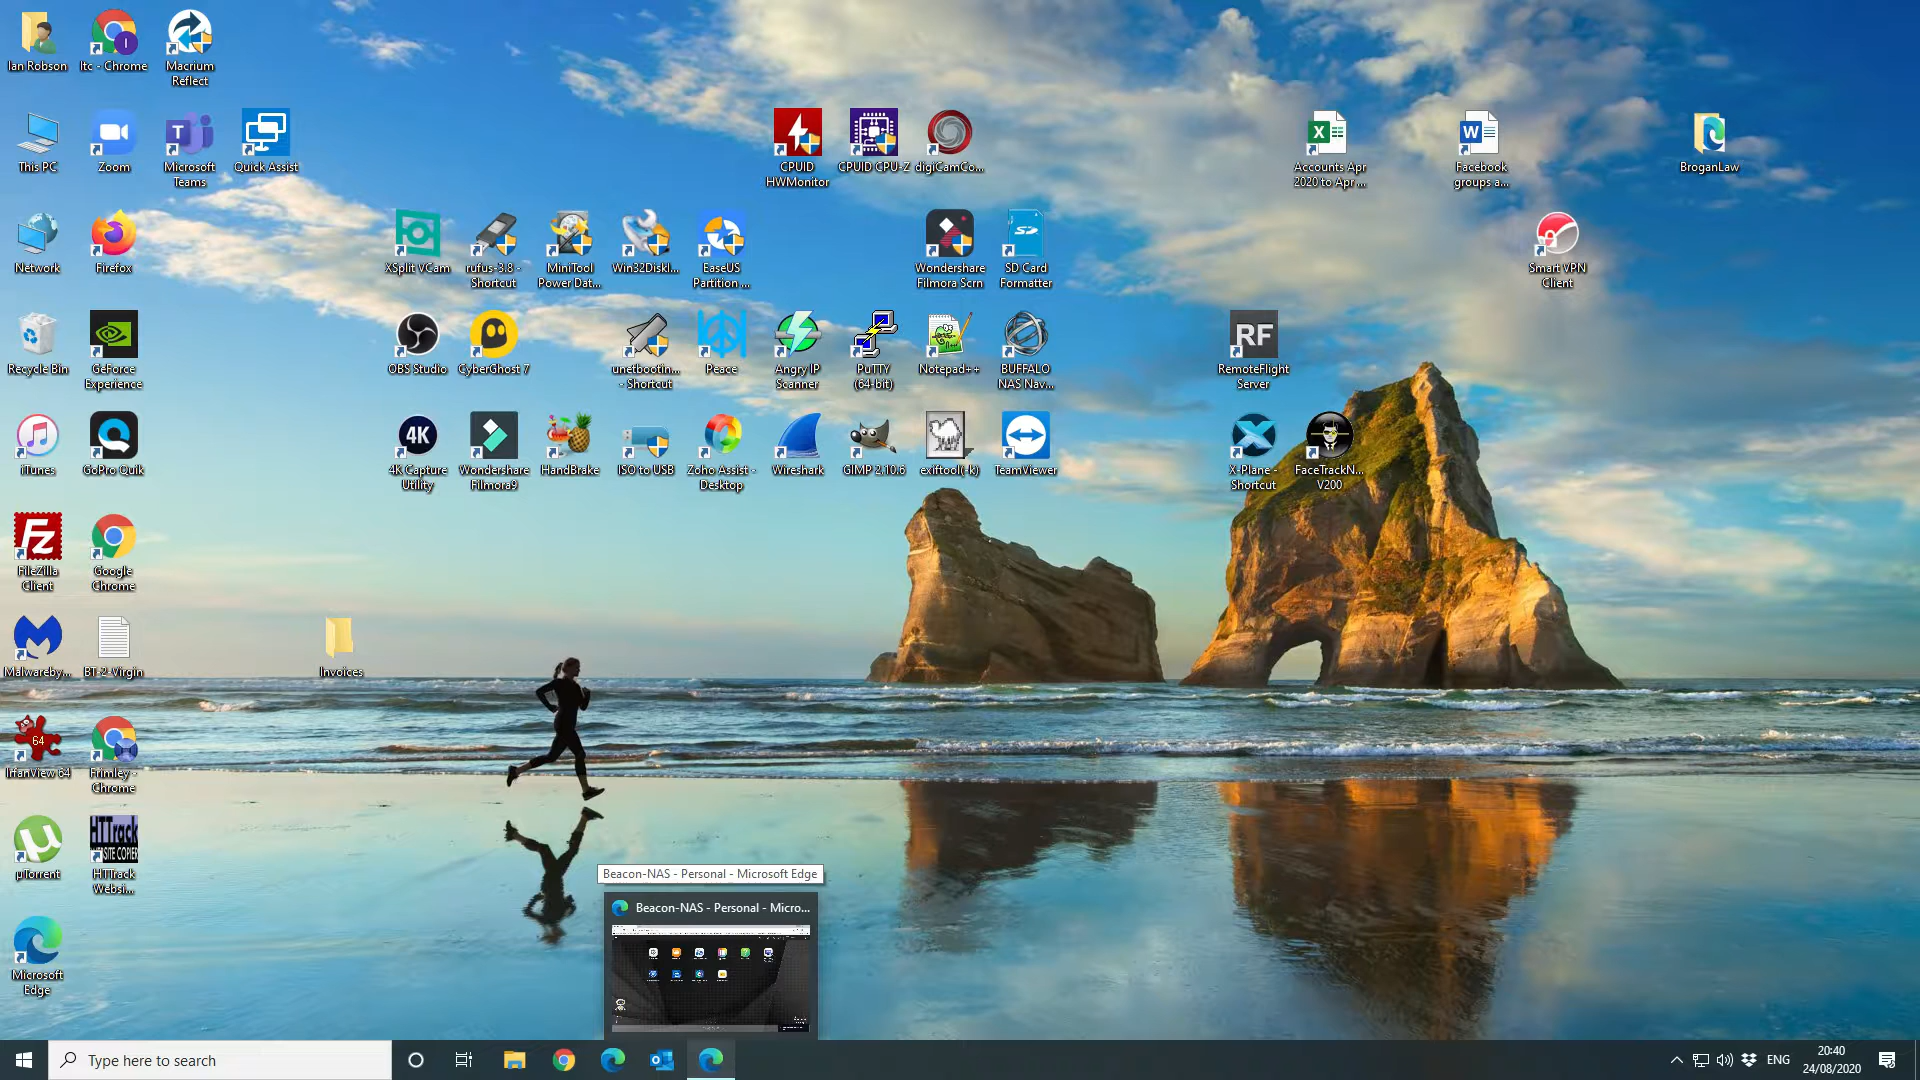 Ian Robson
Itc - Chrome
Macrium
Reflect
This PC
Zoom
Microsoft
Teams
Quick Assist
CPUID
HWMonitor
CPUID CPU-Z
digiCamCo...
Accounts Apr
2020 to Apr ...
Facebook
groups a...
BroganLaw
Network
Firefox
XSplit VCam
rufus-3.8 -
Shortcut
MiniTool
Power Dat...
Win32DiskI...
EaseUS
Partition ...
Wondershare
Filmora Scrn
SD Card
Formatter
Smart VPN
Client
Recycle Bin
GeForce
Experience
OBS Studio
CyberGhost 7
unetbootin...
- Shortcut
Peace
Angry IP
Scanner
PuTTY
(64-bit)
Notepad++
BUFFALO
NAS Nav...
RF
RemoteFlight
Server
iTunes
GoPro Quik
4K
4K Capture
Utility
Wondershare
Filmora9
HandBrake
ISO to USB
Zoho Assist -
Desktop
Wireshark
GIMP 2.10.6
exiftool(-k)
TeamViewer
X-Plane -
Shortcut
FaceTrackN...
V200
FileZilla
Client
Google
Chrome
Malwareby...
BT-2-Virgin
Invoices
64
IrfanView 64
Frimley -
Chrome
µTorrent
HTTrack
WEBSITE COPIER
HTTrack
Websi...
Microsoft
Edge
Beacon-NAS - Personal - Microsoft Edge
Beacon-NAS - Personal - Micro...
Type here to search
ENG
20:40
24/08/2020